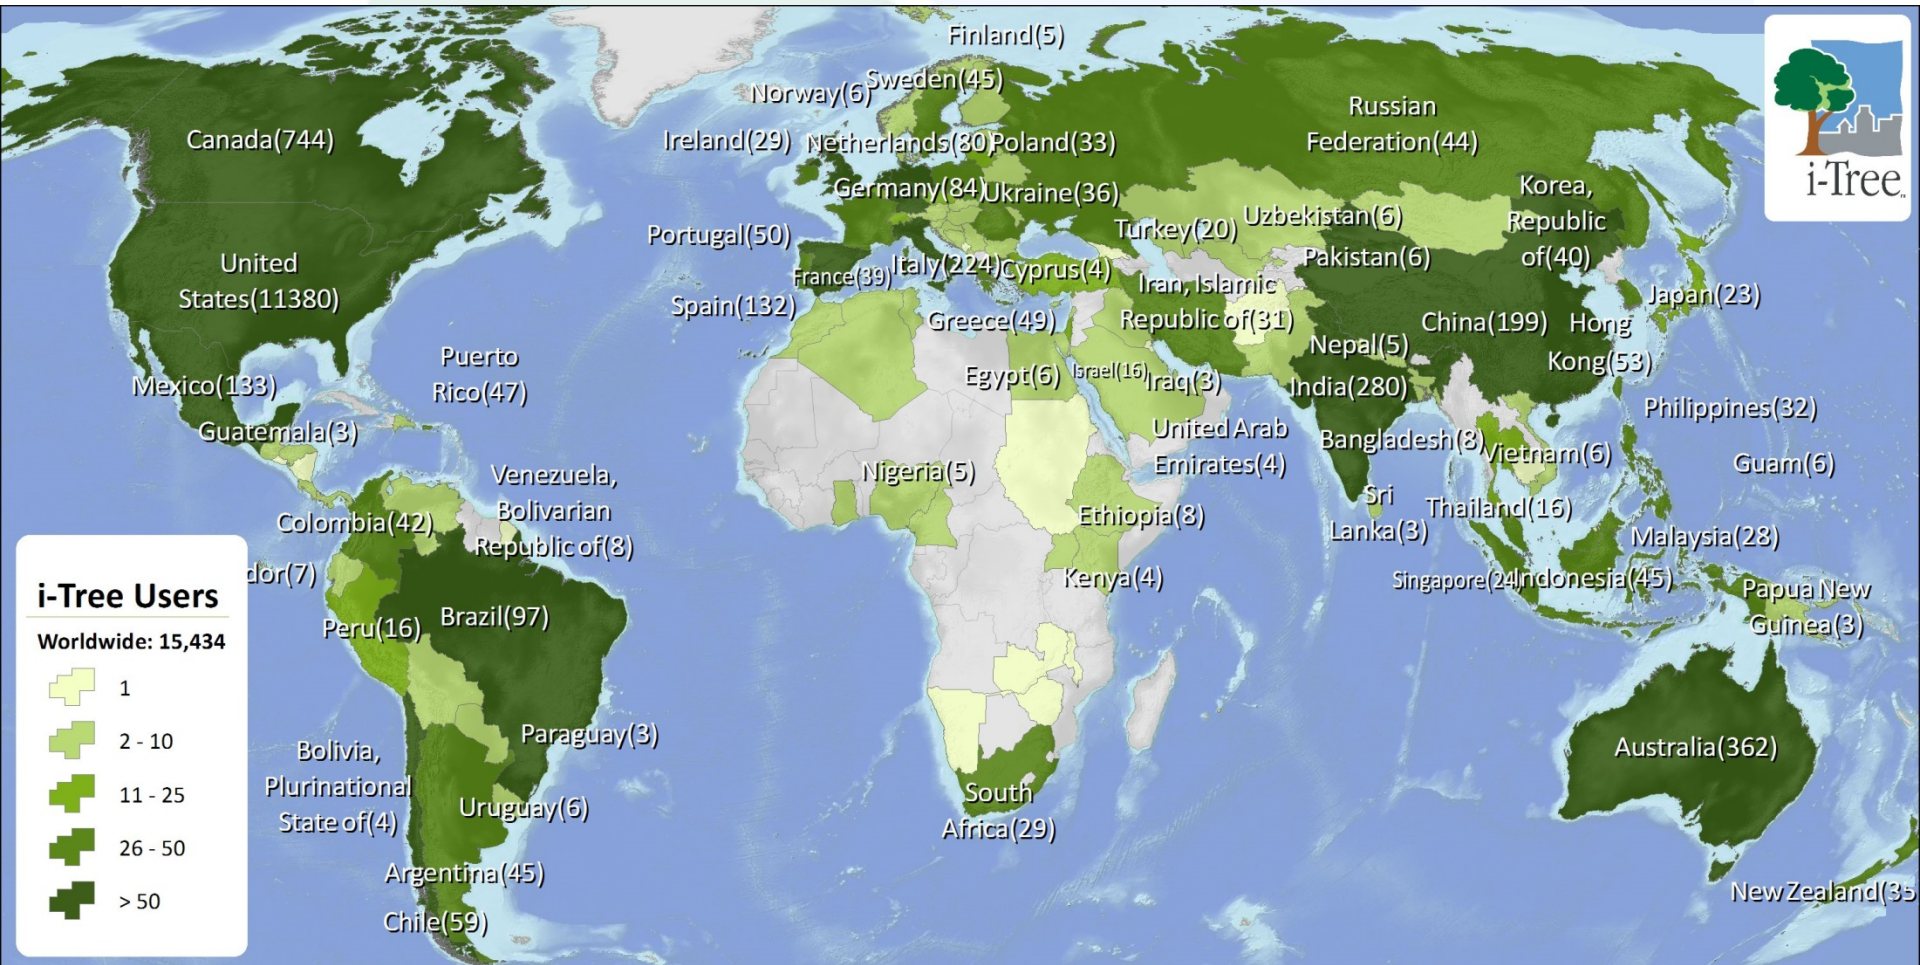 Finland(5)
Sweden(45)
Norway(6)
Russian
Federation(44)
Canada(744)
Ireland(29)
Netherlands(80)
Poland(33)
i-Tree
Germany(84)
Ukraine(36)
Korea,
Republic
of(40)
Portugal(50)
Turkey(20)
Uzbekistan(6)
Pakistan(6)
United
States(11380)
France(39)
Italy(224)
Cyprus(4)
Iran, Islamic
Republic of(31)
Spain(132)
Greece(49)
China(199)
Hong
Kong(53)
Japan(23)
Nepal(5)
Puerto
Rico(47)
Mexico(133)
Egypt(6)
Israel(16)
Iraq(3)
India(280)
Philippines(32)
Guatemala(3)
United Arab
Emirates(4)
Bangladesh(8)
Vietnam(6)
Guam(6)
Nigeria(5)
Venezuela,
Bolivarian
Republic of(8)
Colombia(42)
Ethiopia(8)
Sri
Lanka(3)
Thailand(16)
Malaysia(28)
dor(7)
Kenya(4)
Singapore(24)
Indonesia(45)
Papua New
Guinea(3)
Peru(16)
Brazil(97)
Paraguay(3)
Bolivia,
Plurinational
State of(4)
Uruguay(6)
Australia(362)
South
Africa(29)
Argentina(45)
Chile(59)
New Zealand(35
i-Tree Users
Worldwide: 15,434
1
2 - 10
11 - 25
26 - 50
> 50